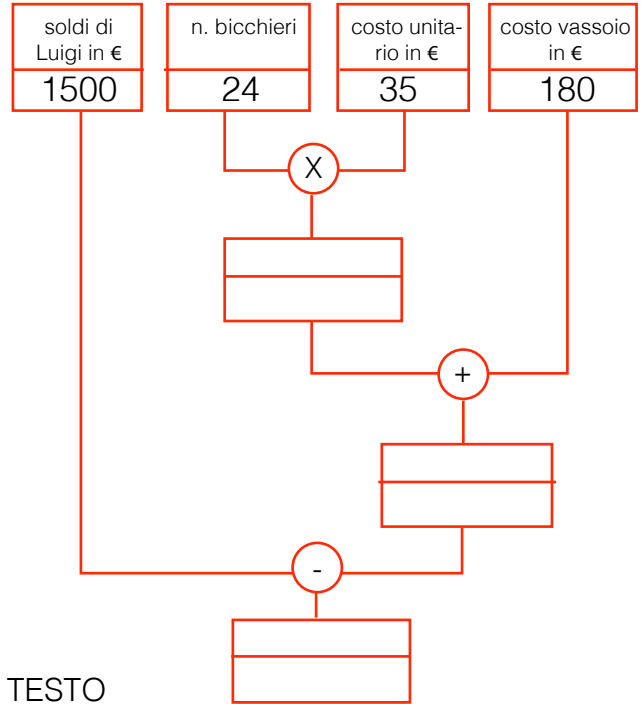 soldi di
Luigi in €
1500
n. bicchieri
24
costo unita-
rio in €
35
costo vassoio
in €
180
X
+
-
TESTO